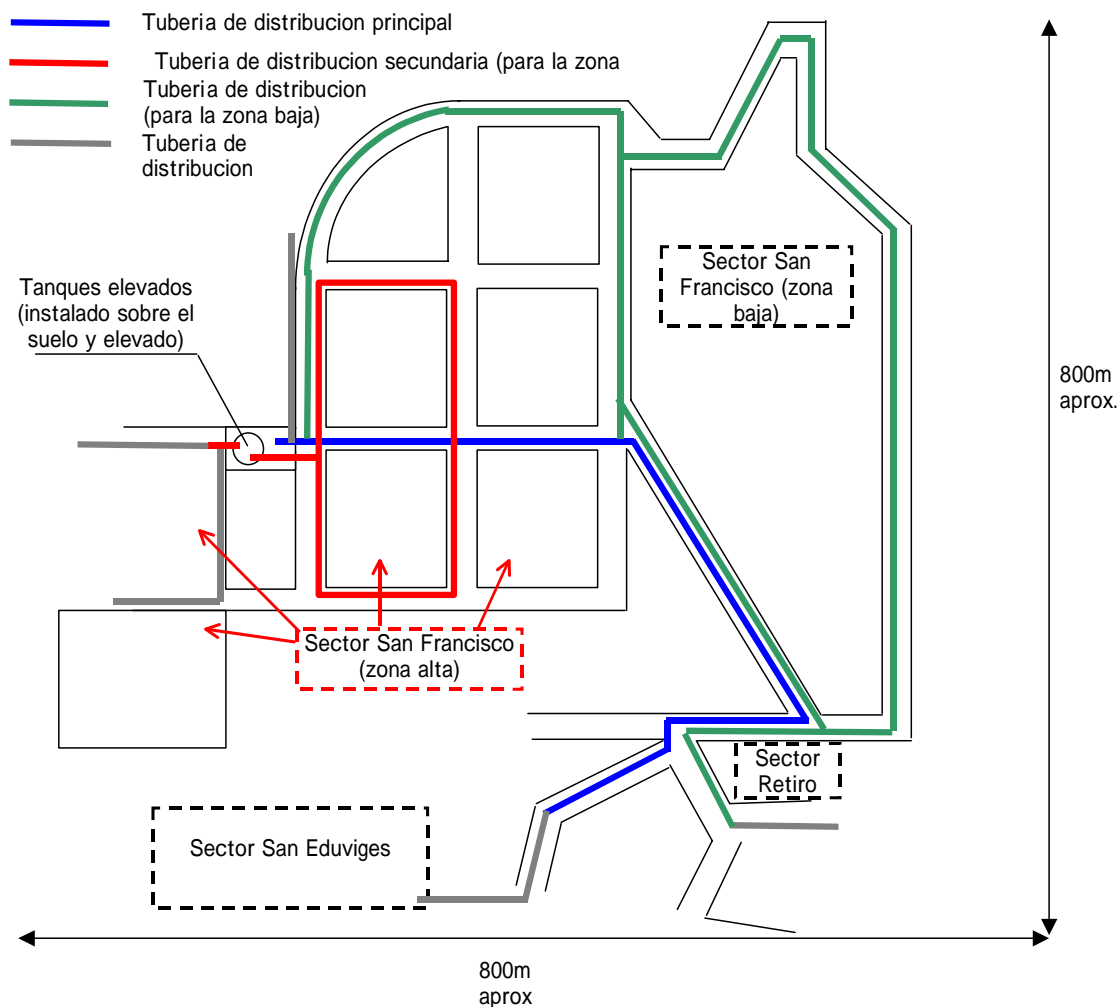 Tuberia de distribucion principal
Tuberia de distribucion secundaria (para la zona
Tuberia de distribucion
(para la zona baja)
Tuberia de
distribucion
Sector San
Francisco (zona
baja)
Tanques elevados
(instalado sobre el
suelo y elevado)
800m
aprox.
Sector San Francisco
(zona alta)
Sector
Retiro
Sector San Eduviges
800m
aprox